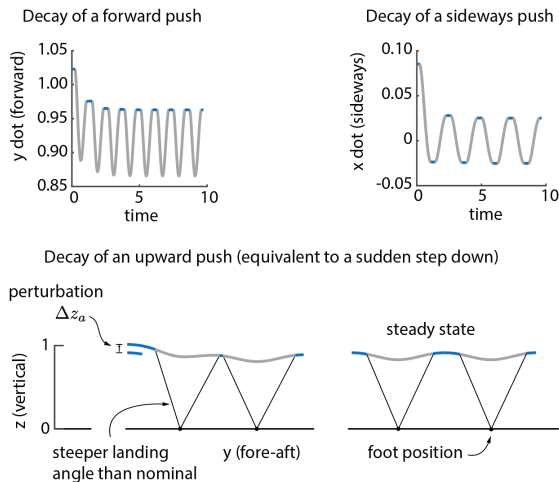 Decay of a forward push
y dot (forward)
1.05
1.00
0.95
0.90
0.85
0
5
10
time
Decay of a sideways push
x dot (sideways)
0.10
0.05
0
-0.05
0
5
10
time
Decay of an upward push (equivalent to a sudden step down)
perturbation
Δzₐ
steady state
z (vertical)
1
0
steeper landing
angle than nominal
y (fore-aft)
foot position